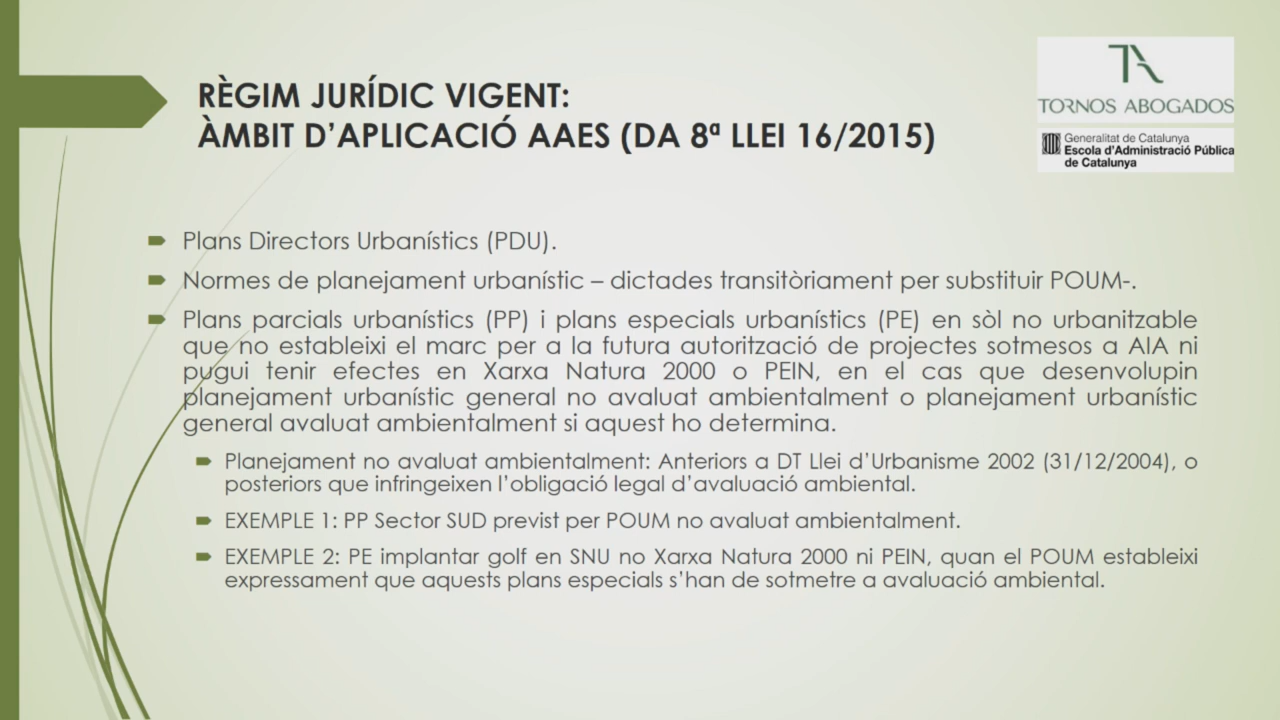 RÈGIM JURÍDIC VIGENT:
ÀMBIT D’APLICACIÓ AAES (DA 8ª LLEI 16/2015)
TORNOS ABOGADOS
Generalitat de Catalunya
Escola d'Administració Pública
de Catalunya
Plans Directors Urbanístics (PDU).
Normes de planejament urbanístic – dictades transitòriament per substituir POUM-.
Plans parcials urbanístics (PP) i plans especials urbanístics (PE) en sòl no urbanitzable
que no estableixi el marc per a la futura autorització de projectes sotmesos a AIA ni
pugui tenir efectes en Xarxa Natura 2000 o PEIN, en el cas que desenvolupin
planejament urbanístic general no avaluat ambientalment o planejament urbanístic
general avaluat ambientalment si aquest ho determina.
Planejament no avaluat ambientalment: Anteriors a DT Llei d’Urbanisme 2002 (31/12/2004), o
posteriors que infringeixen l’obligació legal d’avaluació ambiental.
EXEMPLE 1: PP Sector SUD previst per POUM no avaluat ambientalment.
EXEMPLE 2: PE implantar golf en SNU no Xarxa Natura 2000 ni PEIN, quan el POUM estableixi
expressament que aquests plans especials s’han de sotmetre a avaluació ambiental.